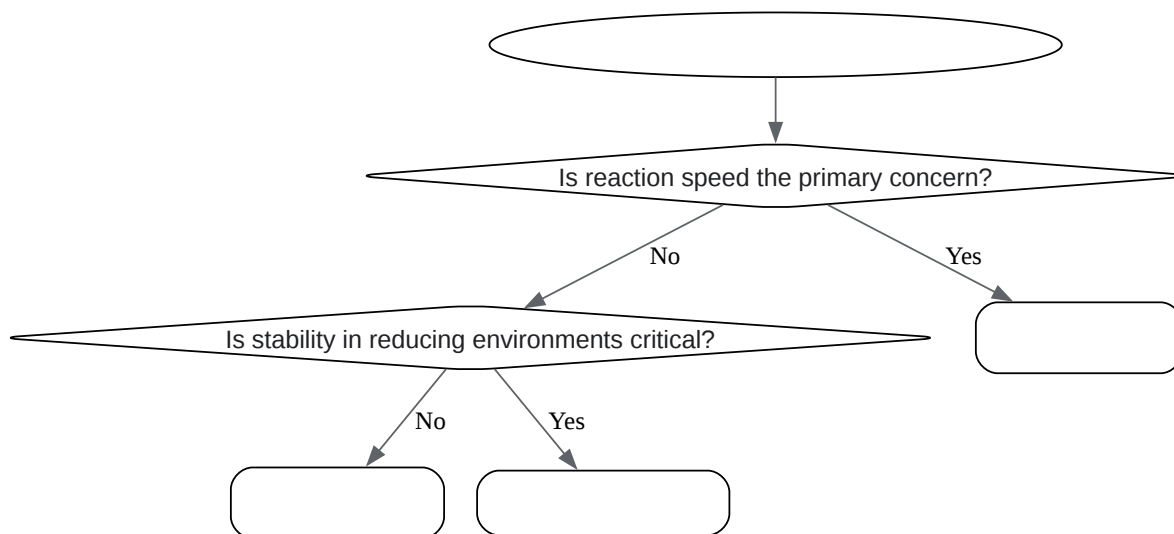 Is reaction speed the primary concern?
No
Yes
Is stability in reducing environments critical?
No
Yes